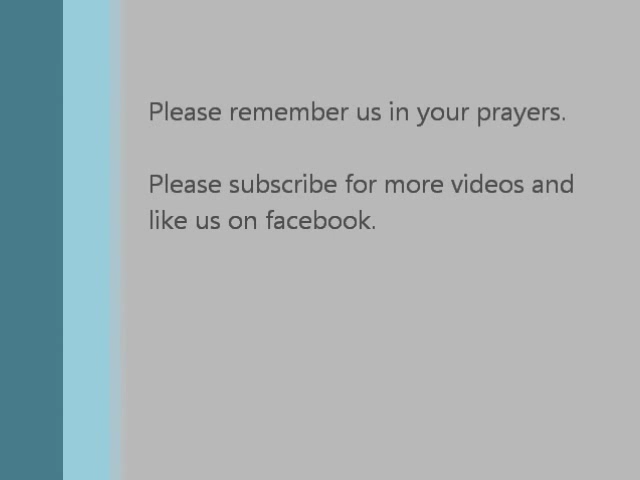 Please remember us in your prayers.
Please subscribe for more videos and
like us on facebook.